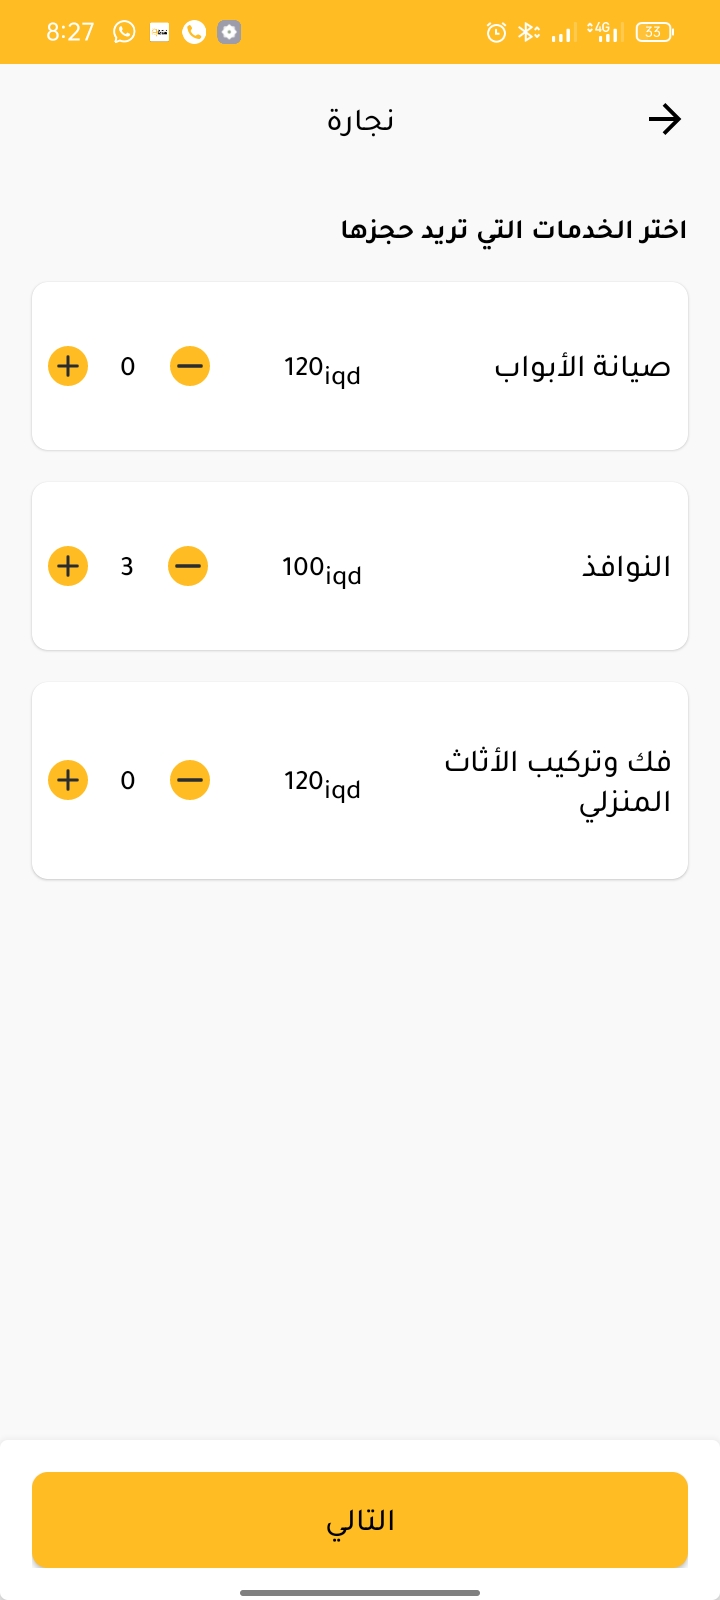 8:27 4G 33
نجارة
اختر الخدمات التي تريد حجزها
صيانة الأبواب 120iqd 0
النوافذ 100iqd 3
فك وتركيب الأثاث
المنزلي 120iqd 0
التالي